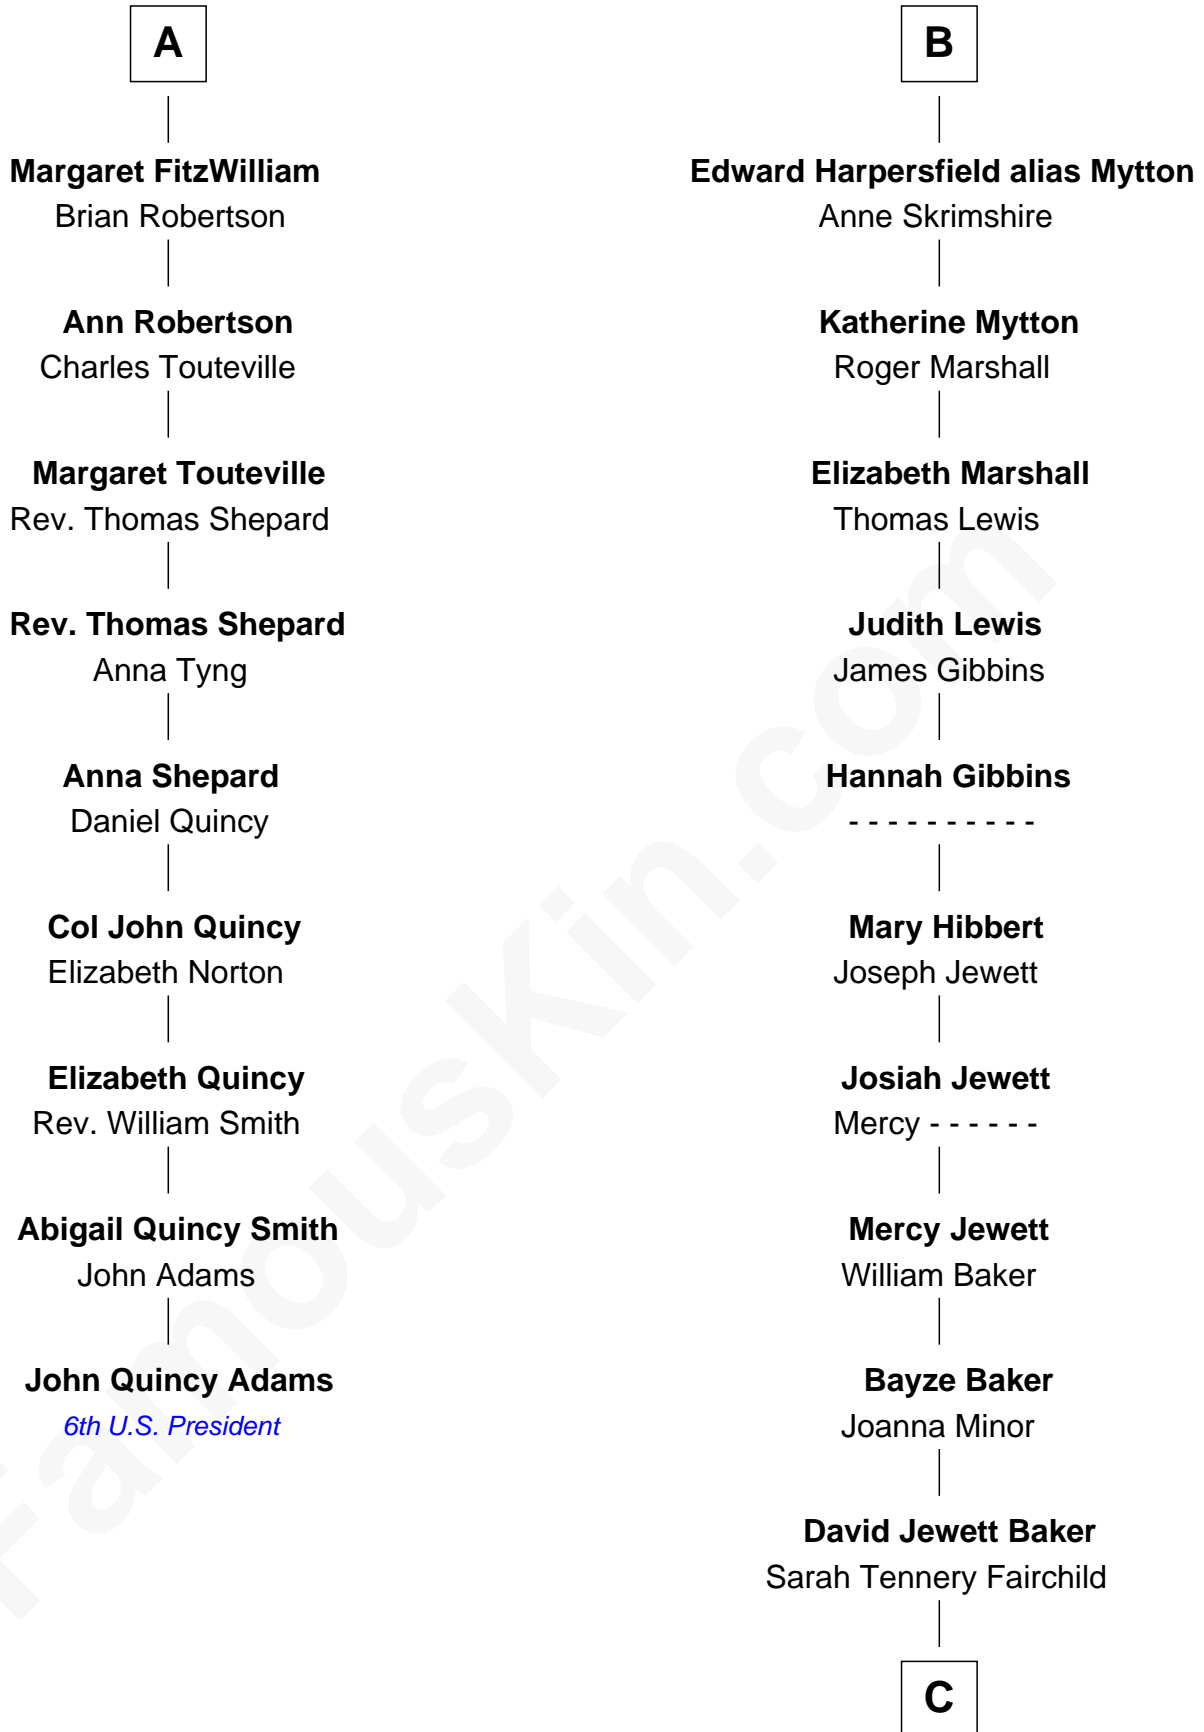 A
Margaret FitzWilliam
Brian Robertson
Ann Robertson
Charles Touteville
Margaret Touteville
Rev. Thomas Shepard
Rev. Thomas Shepard
Anna Tyng
Anna Shepard
Daniel Quincy
Col John Quincy
Elizabeth Norton
Elizabeth Quincy
Rev. William Smith
Abigail Quincy Smith
John Adams
John Quincy Adams
6th U.S. President
B
Edward Harpersfield alias Mytton
Anne Skrimshire
Katherine Mytton
Roger Marshall
Elizabeth Marshall
Thomas Lewis
Judith Lewis
James Gibbins
Hannah Gibbins
- - - - - - - - - -
Mary Hibbert
Joseph Jewett
Josiah Jewett
Mercy - - - - - -
Mercy Jewett
William Baker
Bayze Baker
Joanna Minor
David Jewett Baker
Sarah Tennery Fairchild
C
FamousKin.com